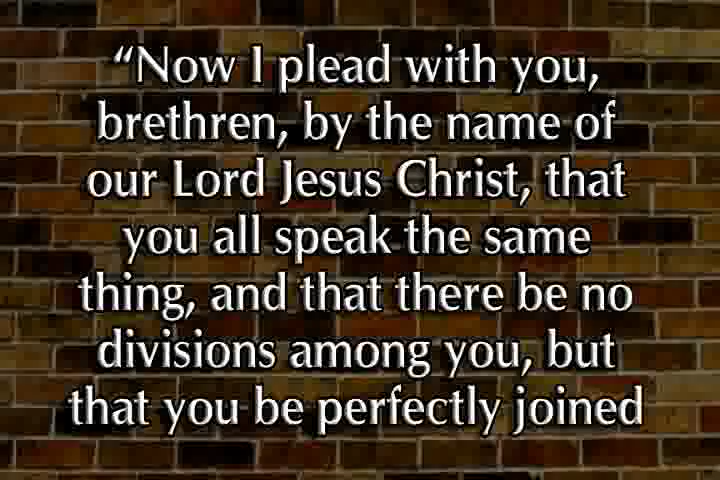 “Now I plead with you,
brethren, by the name of
our Lord Jesus Christ, that
you all speak the same
thing, and that there be no
divisions among you, but
that you be perfectly joined